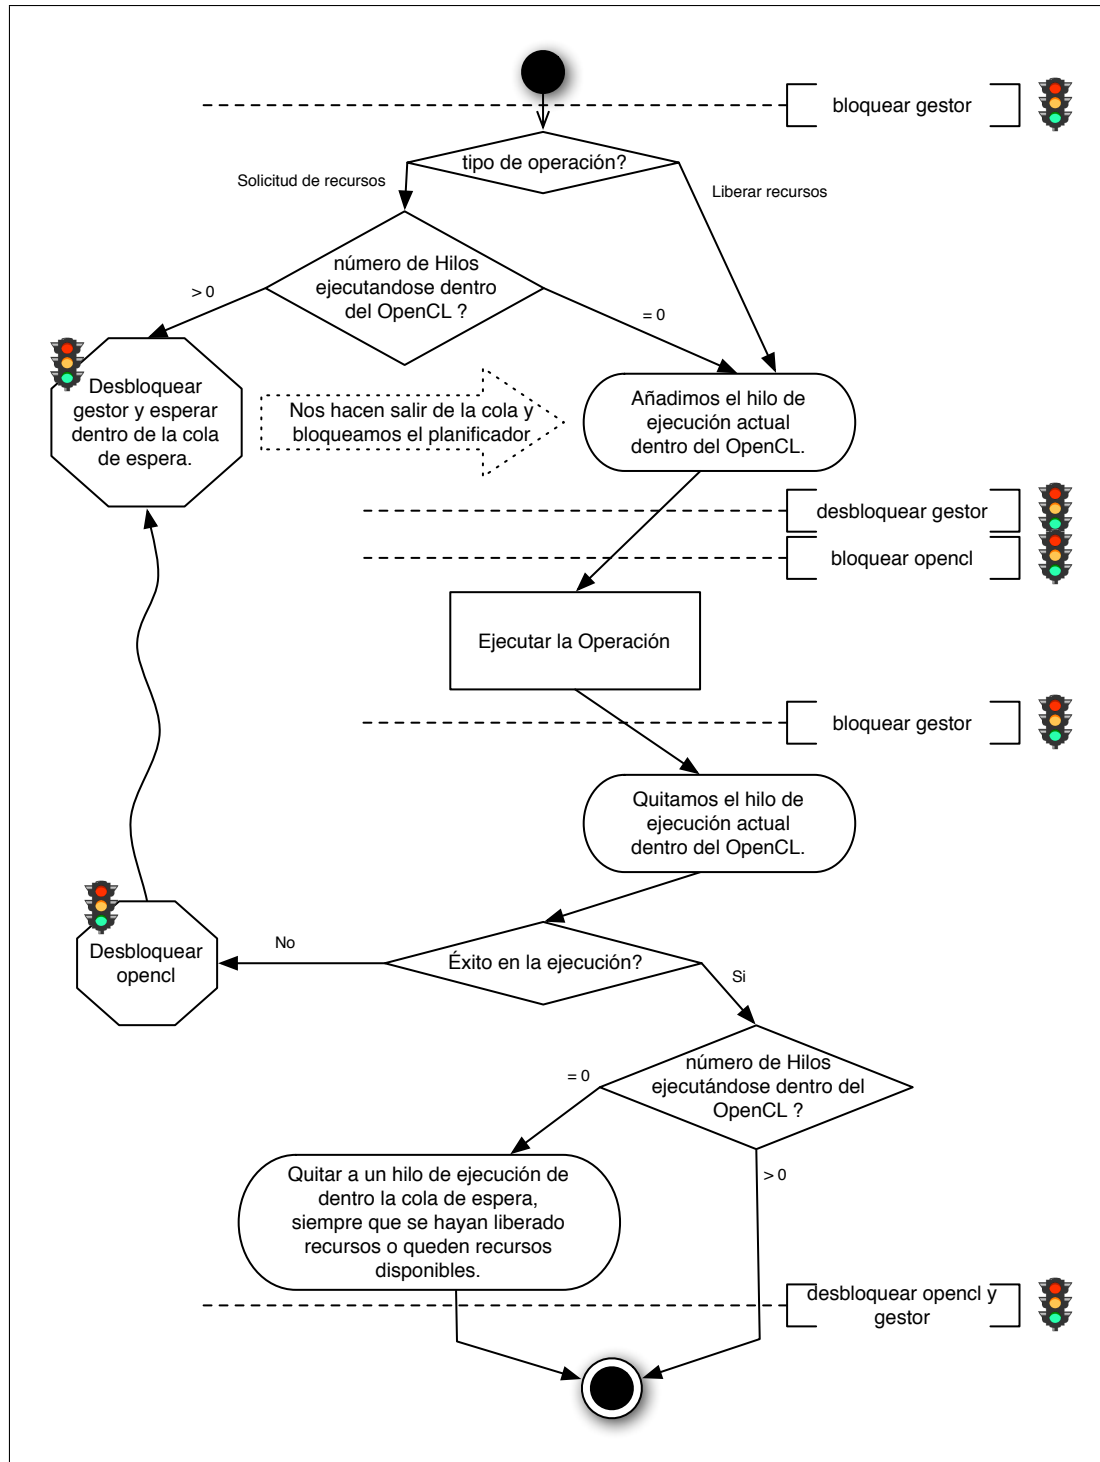 bloquear gestor
tipo de operación?
Solicitud de recursos
Liberar recursos
número de Hilos
ejecutandose dentro
del OpenCL ?
> 0
= 0
Desbloquear
gestor y esperar
dentro de la cola
de espera.
Nos hacen salir de la cola y
bloqueamos el planificador
Añadimos el hilo de
ejecución actual
dentro del OpenCL.
desbloquear gestor
bloquear opencl
Ejecutar la Operación
bloquear gestor
Quitamos el hilo de
ejecución actual
dentro del OpenCL.
Éxito en la ejecución?
No
Si
Desbloquear
opencl
número de Hilos
ejecutándose dentro del
OpenCL ?
= 0
> 0
Quitar a un hilo de ejecución de
dentro la cola de espera,
siempre que se hayan liberado
recursos o queden recursos
disponibles.
desbloquear opencl y
gestor